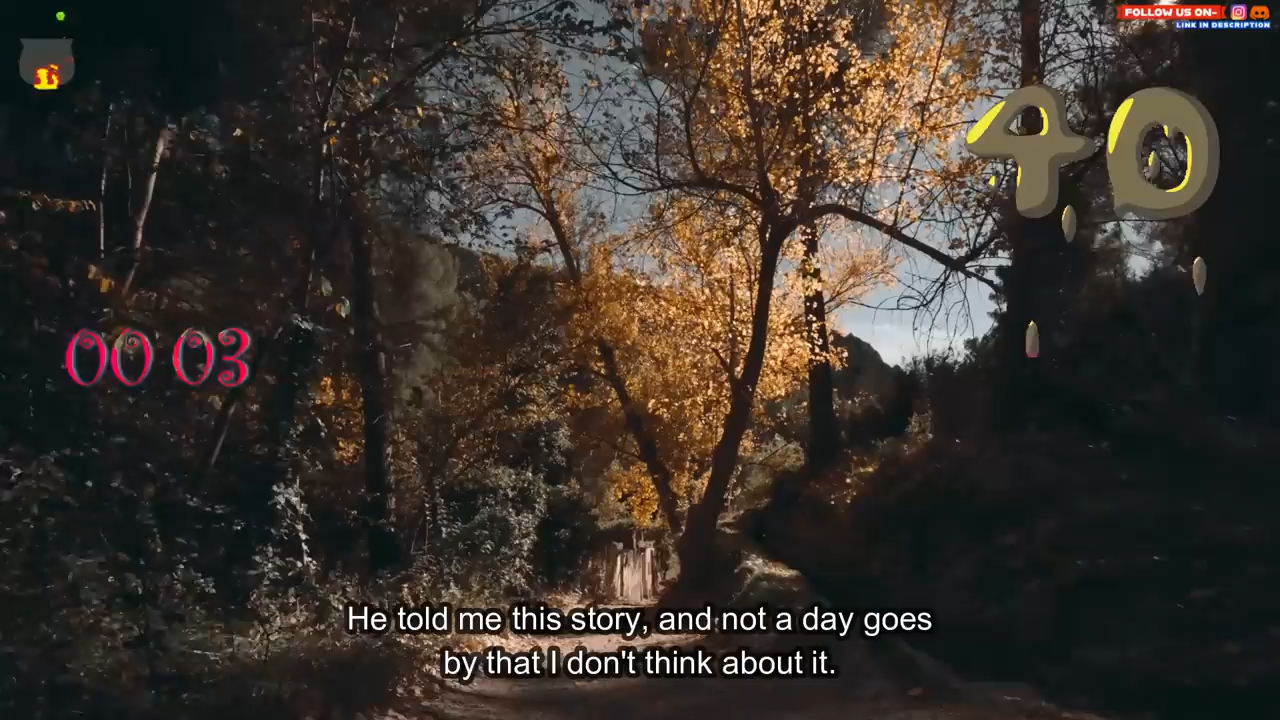 FOLLOW US ON-
LINK IN DESCRIPTION
40
00 03
He told me this story, and not a day goes
by that I don't think about it.